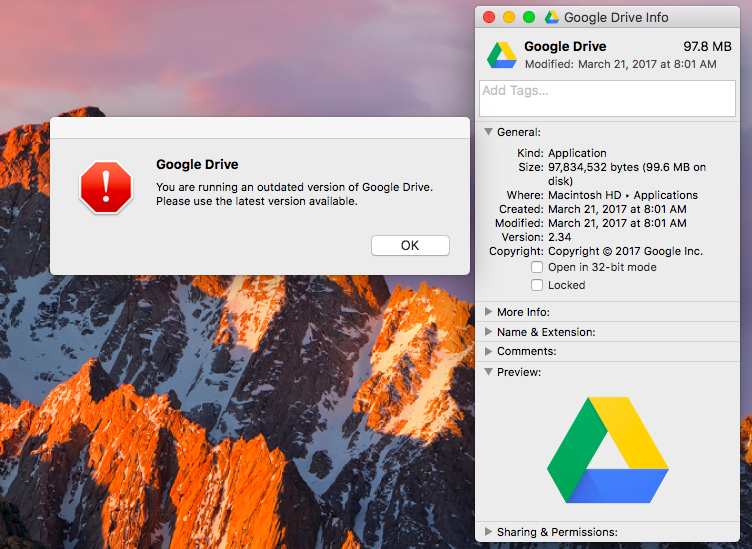 Google Drive
You are running an outdated version of Google Drive.
Please use the latest version available.
OK
Google Drive Info
Google Drive 97.8 MB
Modified: March 21, 2017 at 8:01 AM
Add Tags...
General:
Kind: Application
Size: 97,834,532 bytes (99.6 MB on
disk)
Where: Macintosh HD ▸ Applications
Created: March 21, 2017 at 8:01 AM
Modified: March 21, 2017 at 8:01 AM
Version: 2.34
Copyright: Copyright © 2017 Google Inc.
Open in 32-bit mode
Locked
More Info:
Name & Extension:
Comments:
Preview:
Sharing & Permissions: